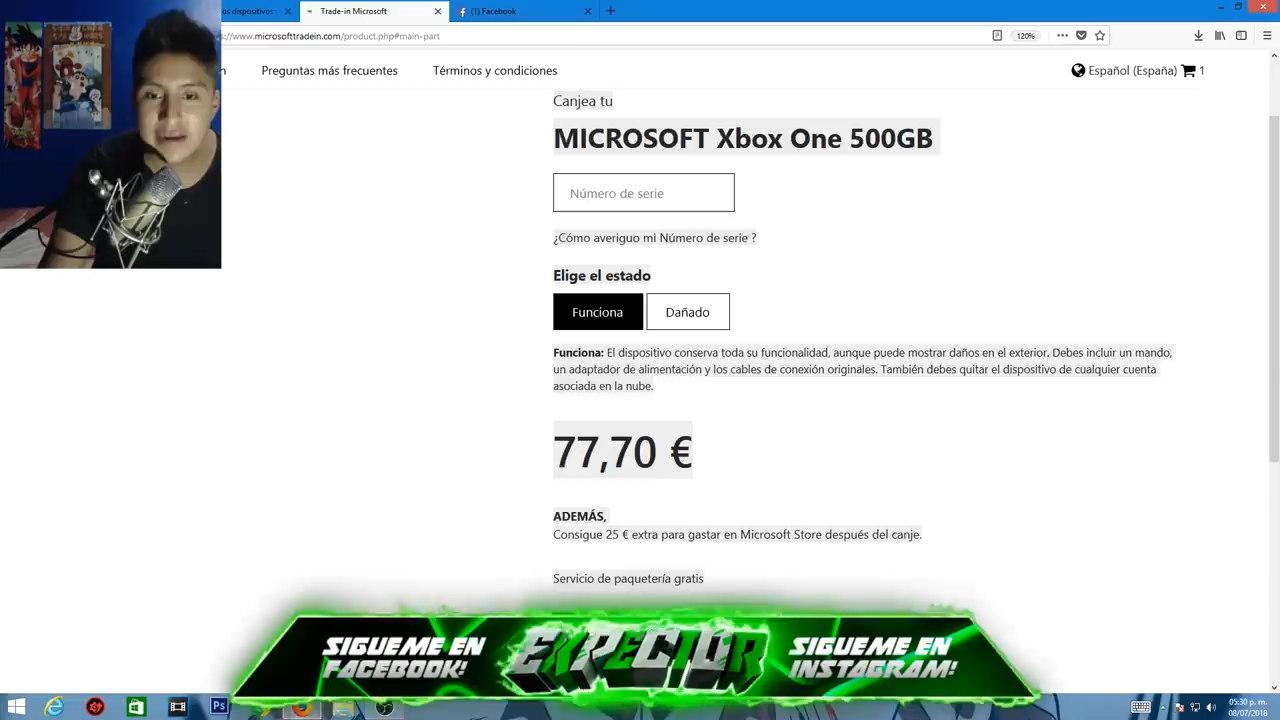 os dispositivos
Trade-in Microsoft
(1) Facebook
://www.microsofttradein.com/product.php#main-part
120%
n
Preguntas más frecuentes
Términos y condiciones
Español (España)
1
Canjea tu
MICROSOFT Xbox One 500GB
Número de serie
¿Cómo averiguo mi Número de serie ?
Elige el estado
Funciona
Dañado
Funciona: El dispositivo conserva toda su funcionalidad, aunque puede mostrar daños en el exterior. Debes incluir un mando,
un adaptador de alimentación y los cables de conexión originales. También debes quitar el dispositivo de cualquier cuenta
asociada en la nube.
77,70 €
ADEMÁS,
Consigue 25 € extra para gastar en Microsoft Store después del canje.
Servicio de paquetería gratis
SIGUEME EN
FACEBOOK!
EXPECTOR
SIGUEME EN
INSTAGRAM!
Ps
05:30 p. m.
08/07/2018